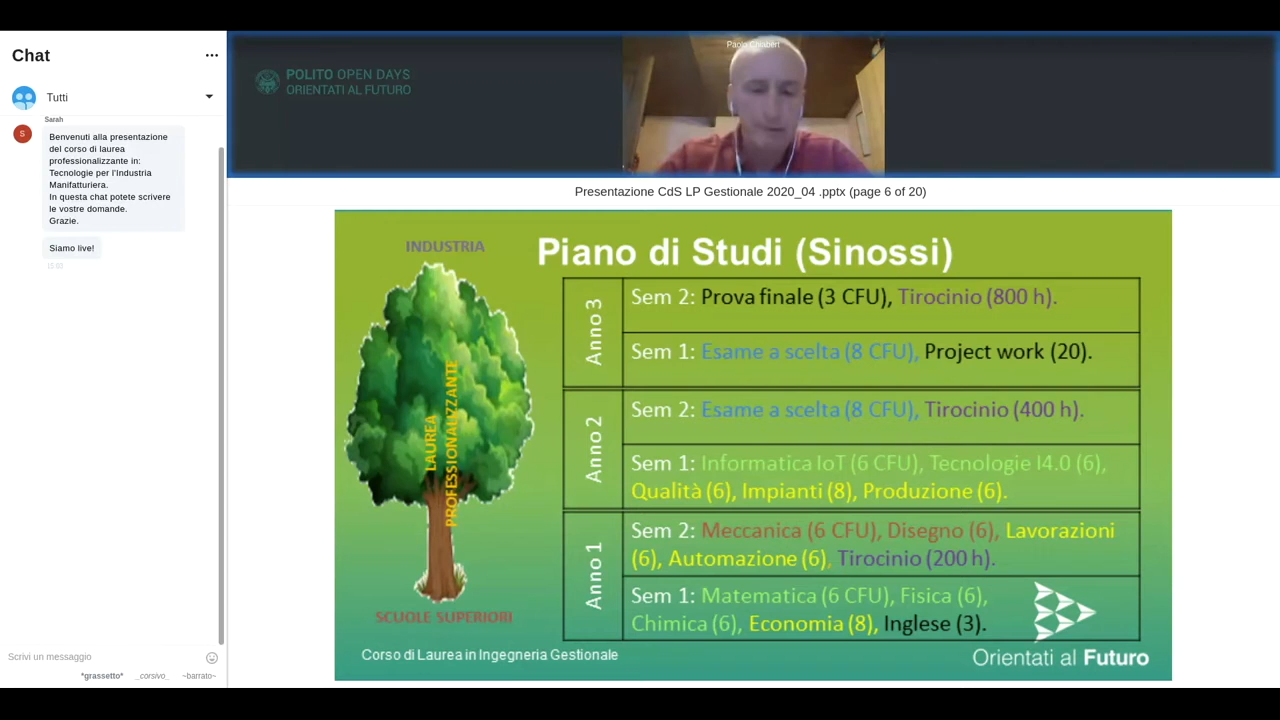 Chat
Tutti
Sarah
S
Benvenuti alla presentazione
del corso di laurea
professionalizzante in:
Tecnologie per l'Industria
Manifatturiera.
In questa chat potete scrivere
le vostre domande.
Grazie.
Siamo live!
15:03
Scrivi un messaggio
*grassetto* _corsivo_ ~barrato~
POLITO OPEN DAYS
ORIENTATI AL FUTURO
Paolo Chiabert
Presentazione CdS LP Gestionale 2020_04 .pptx (page 6 of 20)
INDUSTRIA
LAUREA
PROFESSIONALIZZANTE
SCUOLE SUPERIORI
Piano di Studi (Sinossi)
Anno 3
Sem 2: Prova finale (3 CFU), Tirocinio (800 h).
Sem 1: Esame a scelta (8 CFU), Project work (20).
Anno 2
Sem 2: Esame a scelta (8 CFU), Tirocinio (400 h).
Sem 1: Informatica IoT (6 CFU), Tecnologie I4.0 (6),
Qualità (6), Impianti (8), Produzione (6).
Anno 1
Sem 2: Meccanica (6 CFU), Disegno (6), Lavorazioni
(6), Automazione (6), Tirocinio (200 h).
Sem 1: Matematica (6 CFU), Fisica (6),
Chimica (6), Economia (8), Inglese (3).
Corso di Laurea in Ingegneria Gestionale
Orientati al Futuro